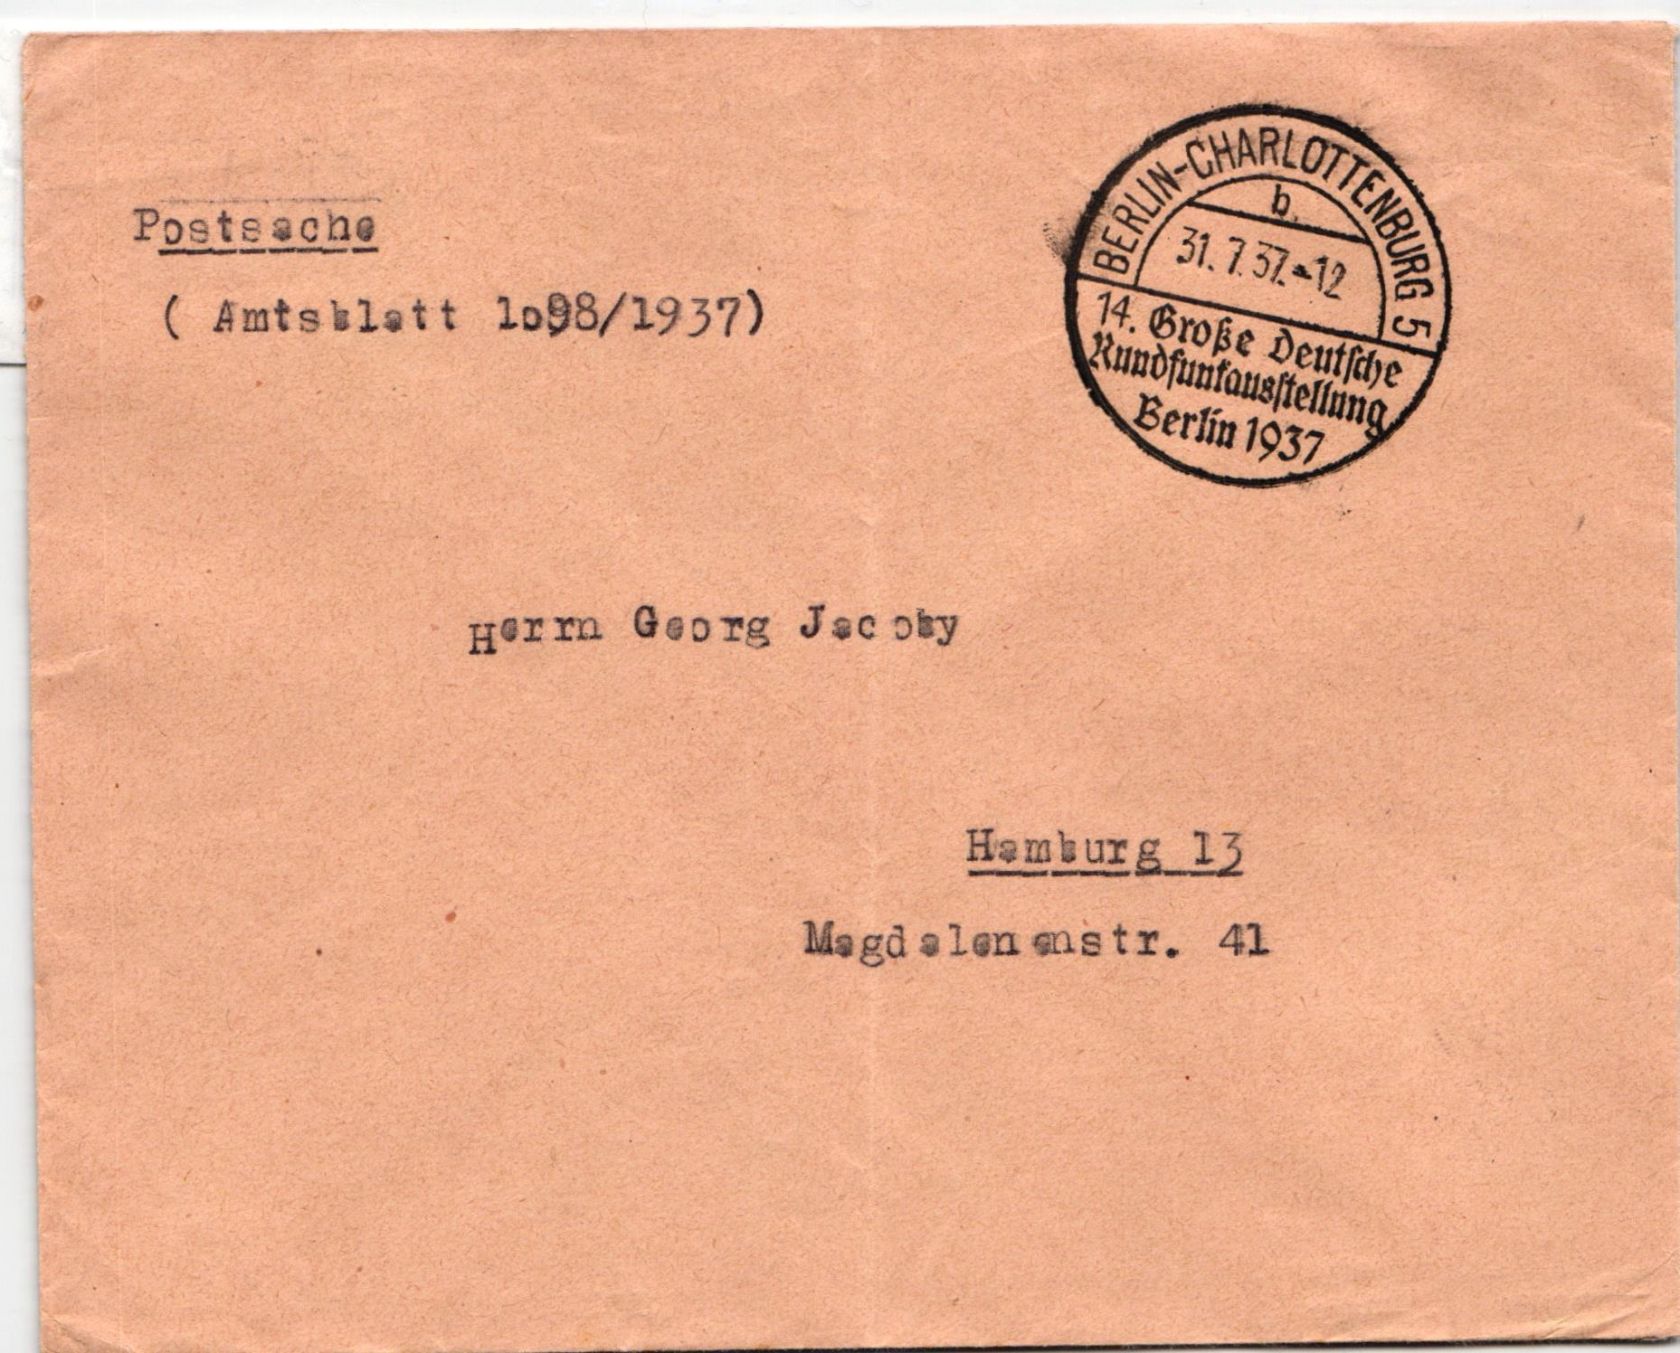 Postsache
( Amtsblatt 1o98/1937)
BERLIN-CHARLOTTENBURG 5
b
31.7.37.-12
14. Große Deutsche
Rundfunkausstellung
Berlin 1937
Herrn Georg Jacoby
Hamburg 13
Magdalenenstr. 41